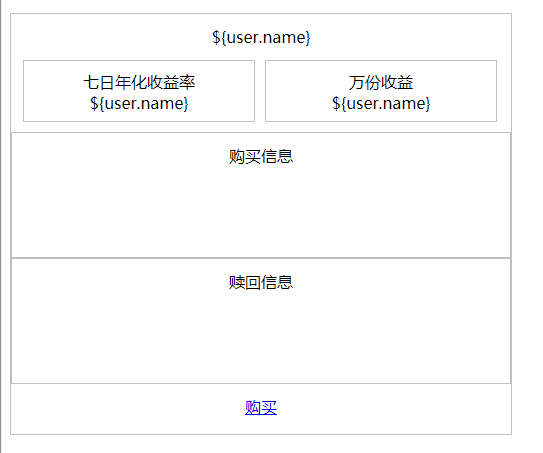 ${user.name}
七日年化收益率
${user.name}
万份收益
${user.name}
购买信息
赎回信息
购买